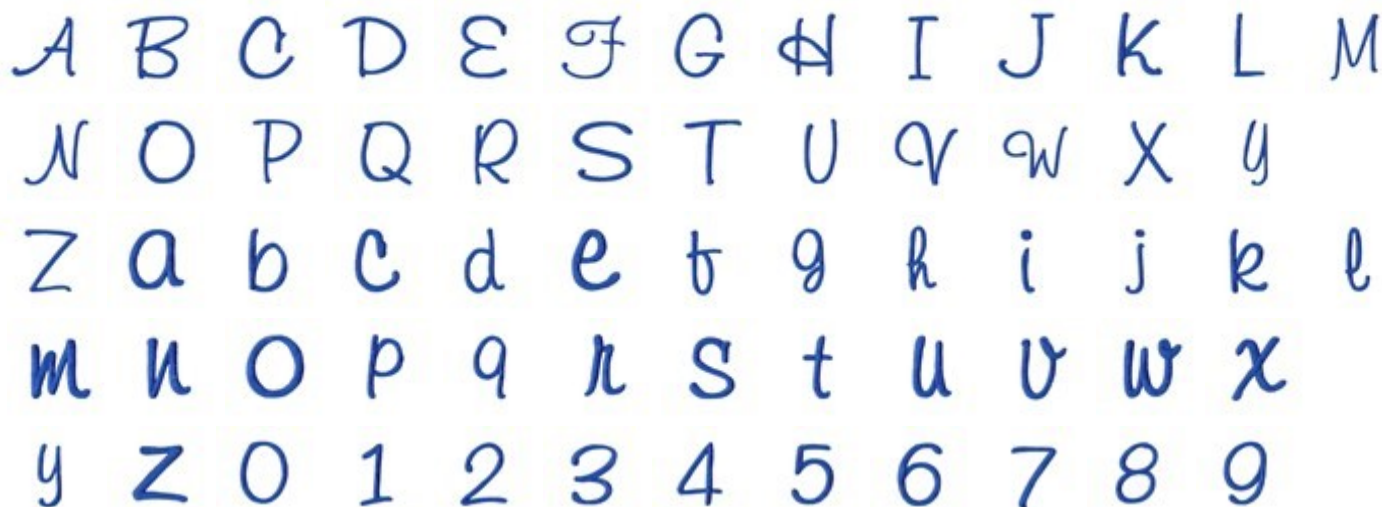 A B C D E F G H I J K L M
N O P Q R S T U V W X Y
Z a b c d e f g h i j k l
m n o p q r s t u v w x
y z 0 1 2 3 4 5 6 7 8 9